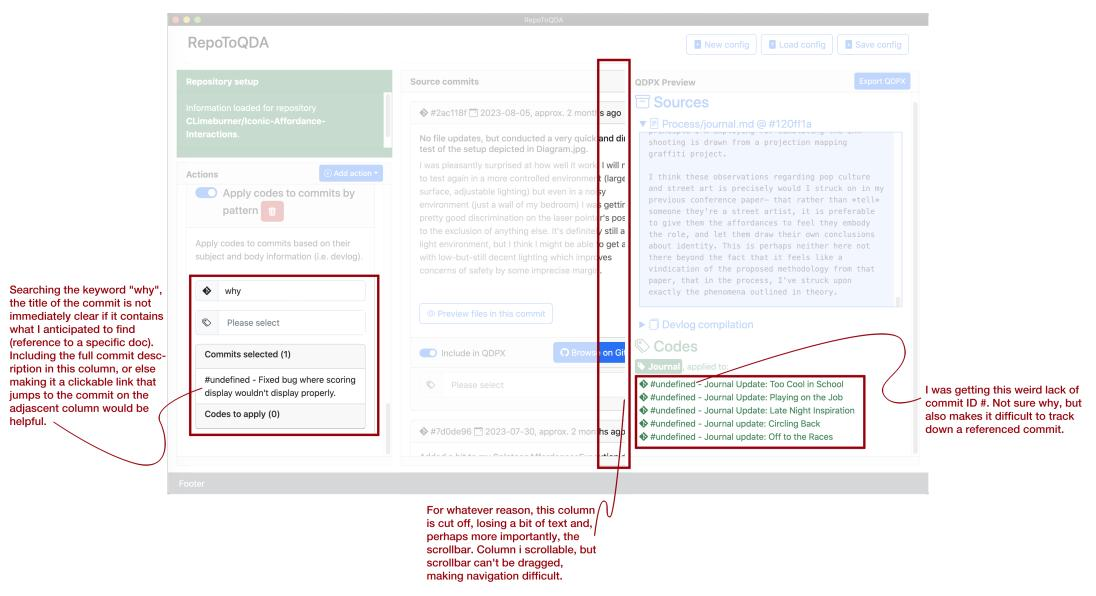 RepoToQDA
RepoToQDA
New config
Load config
Save config
Repository setup
Information loaded for repository
CLimeburner/Iconic-Affordance-
Interactions.
Actions
Add action
Apply codes to commits by
pattern
Apply codes to commits based on their
subject and body information (i.e. devlog).
why
Please select
Commits selected (1)
#undefined - Fixed bug where scoring
display wouldn't display properly.
Codes to apply (0)
Source commits
#2ac118f 2023-08-05, approx. 2 months ago
No file updates, but conducted a very quick and di
test of the setup depicted in Diagram.jpg.
I was pleasantly surprised at how well it work. I will
to test again in a more controlled environment (large
surface, adjustable lighting) but even in a noisy
environment (just a wall of my bedroom) I was gettin
pretty good discrimination on the laser pointer's pos
to the exclusion of anything else. It's definitely still a
light environment, but I think I might be able to get a
with low-but-still decent lighting which improves
concerns of safety by some imprecise margin.
Preview files in this commit
Include in QDPX
Browse on Git
Please select
#7d0de96 2023-07-30, approx. 2 months ago
QDPX Preview
Export QDPX
Sources
Process/journal.md @ #120ff1a
shooting is drawn from a projection mapping
graffiti project.
I think these observations regarding pop culture
and street art is precisely would I struck on in my
previous conference paper— that rather than *tell*
someone they're a street artist, it is preferable
to give them the affordances to feel they embody
the role, and let them draw their own conclusions
about identity. This is perhaps neither here not
there beyond the fact that it feels like a
vindication of the proposed methodology from that
paper, that in the process, I've struck upon
exactly the phenomena outlined in theory.
Devlog compilation
Codes
Journal, applied to:
#undefined - Journal Update: Too Cool in School
#undefined - Journal Update: Playing on the Job
#undefined - Journal Update: Late Night Inspiration
#undefined - Journal update: Circling Back
#undefined - Journal update: Off to the Races
Footer
Searching the keyword "why",
the title of the commit is not
immediately clear if it contains
what I anticipated to find
(reference to a specific doc).
Including the full commit desc-
ription in this column, or else
making it a clickable link that
jumps to the commit on the
adjascent column would be
helpful.
For whatever reason, this column
is cut off, losing a bit of text and,
perhaps more importantly, the
scrollbar. Column i scrollable, but
scrollbar can't be dragged,
making navigation difficult.
I was getting this weird lack of
commit ID #. Not sure why, but
also makes it difficult to track
down a referenced commit.